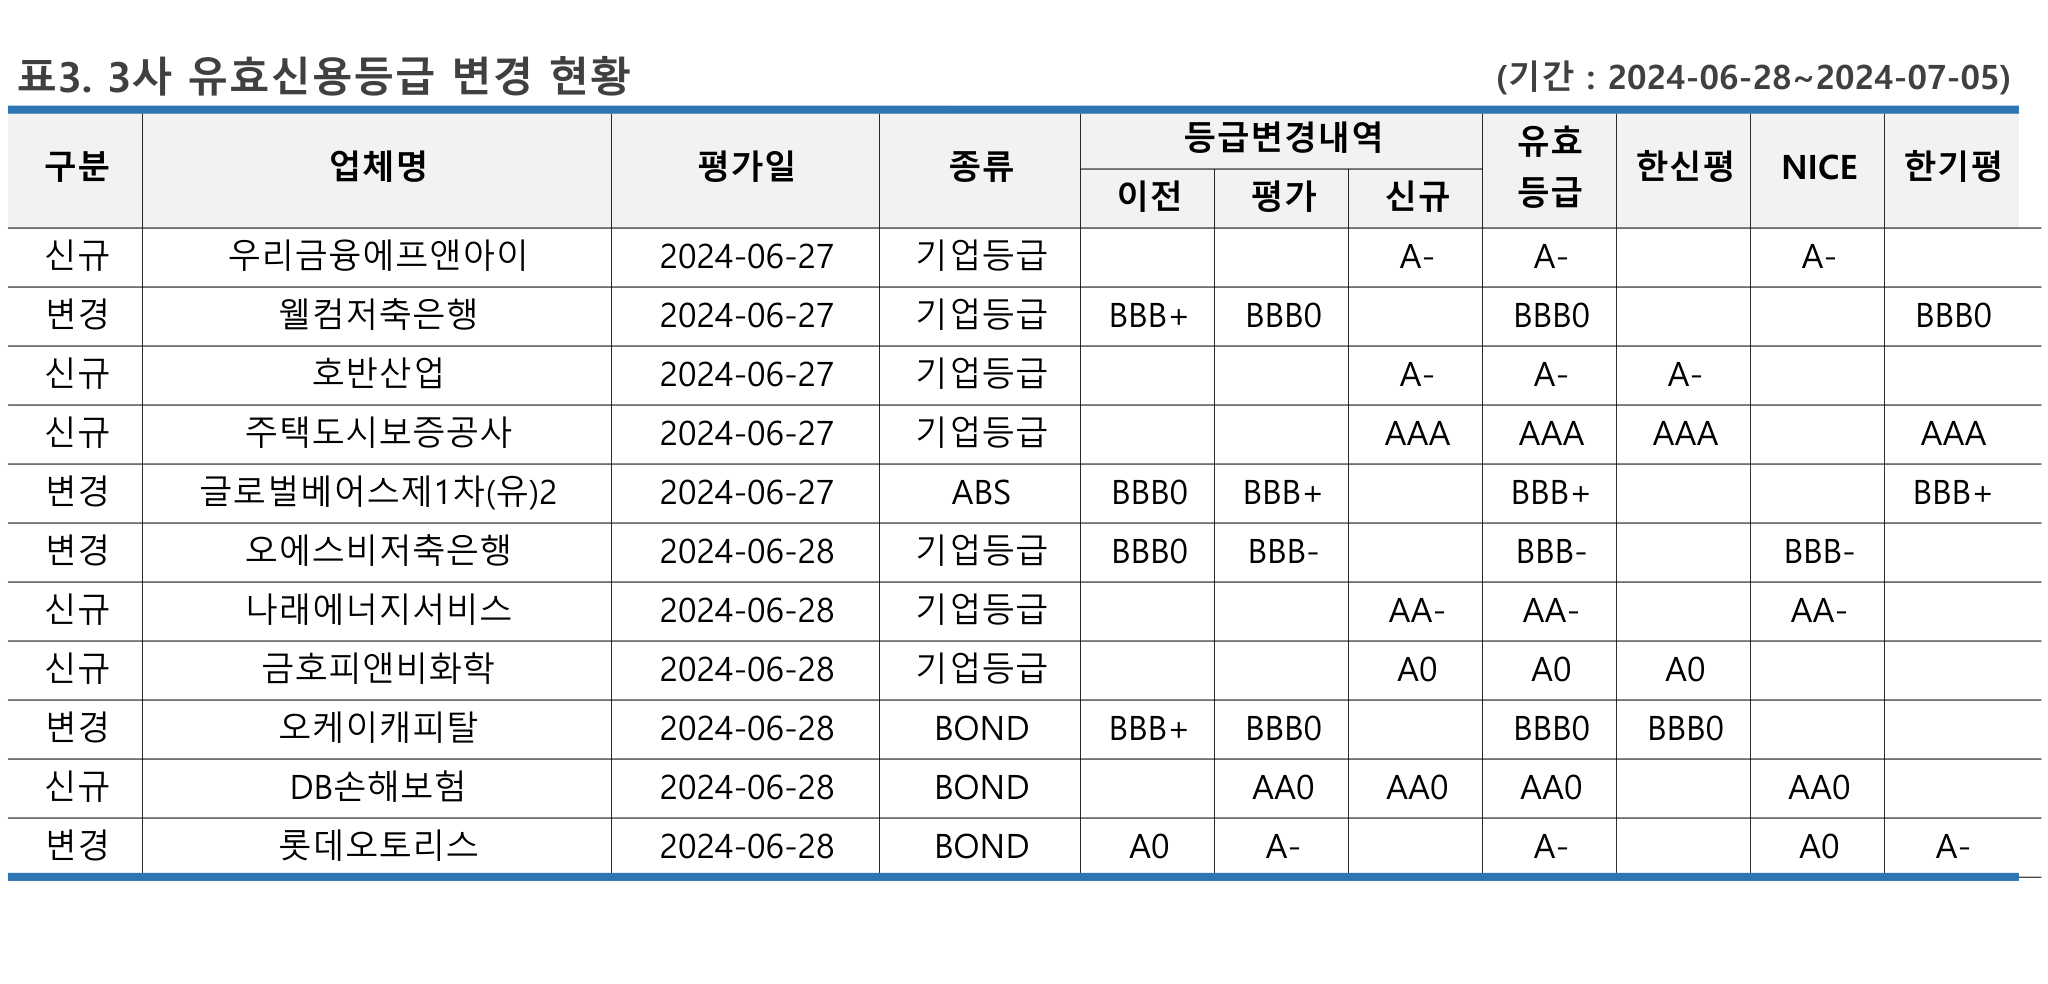 표3. 3사 유효신용등급 변경 현황 (기간 : 2024-06-28~2024-07-05)
구분 업체명 평가일 종류 등급변경내역 유효등급 한신평 NICE 한기평
이전 평가 신규
신규 우리금융에프앤아이 2024-06-27 기업등급 A- A- A-
변경 웰컴저축은행 2024-06-27 기업등급 BBB+ BBB0 BBB0 BBB0
신규 호반산업 2024-06-27 기업등급 A- A- A-
신규 주택도시보증공사 2024-06-27 기업등급 AAA AAA AAA AAA
변경 글로벌베어스제1차(유)2 2024-06-27 ABS BBB0 BBB+ BBB+ BBB+
변경 오에스비저축은행 2024-06-28 기업등급 BBB0 BBB- BBB- BBB-
신규 나래에너지서비스 2024-06-28 기업등급 AA- AA- AA-
신규 금호피앤비화학 2024-06-28 기업등급 A0 A0 A0
변경 오케이캐피탈 2024-06-28 BOND BBB+ BBB0 BBB0 BBB0
신규 DB손해보험 2024-06-28 BOND AA0 AA0 AA0 AA0
변경 롯데오토리스 2024-06-28 BOND A0 A- A- A0 A-